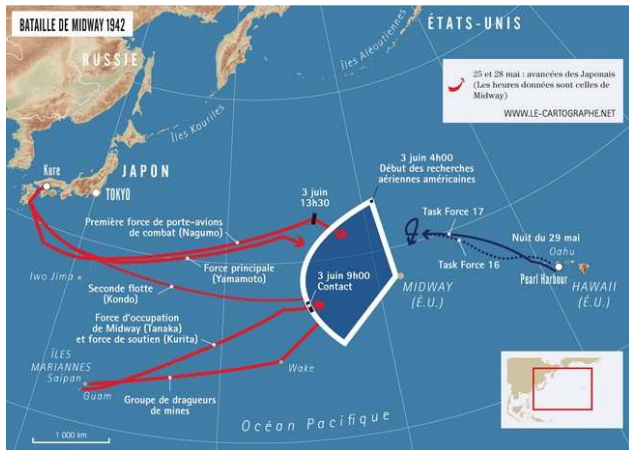 BATAILLE DE MIDWAY 1942
ÉTATS-UNIS
Îles Aléoutiennes
RUSSIE
25 et 28 mai : avancées des Japonais
(Les heures données sont celles de
Midway)
WWW.LE-CARTOGRAPHE.NET
Îles Kouriles
JAPON
Kure
TOKYO
3 juin 4h00
Début des recherches
aériennes américaines
3 juin
13h30
Première force de porte-avions
de combat (Nagumo)
Task Force 17
Nuit du 29 mai
Oahu
Task Force 16
Pearl Harbour
HAWAII
(É.U.)
Force principale
(Yamamoto)
Iwo Jima
Seconde flotte
(Kondo)
3 juin 9h00
Contact
MIDWAY
(É.U.)
Force d'occupation
de Midway (Tanaka)
et force de soutien (Kurita)
ÎLES
MARIANNES
Saipan
Guam
Wake
Groupe de dragueurs
de mines
Océan Pacifique
1 000 km